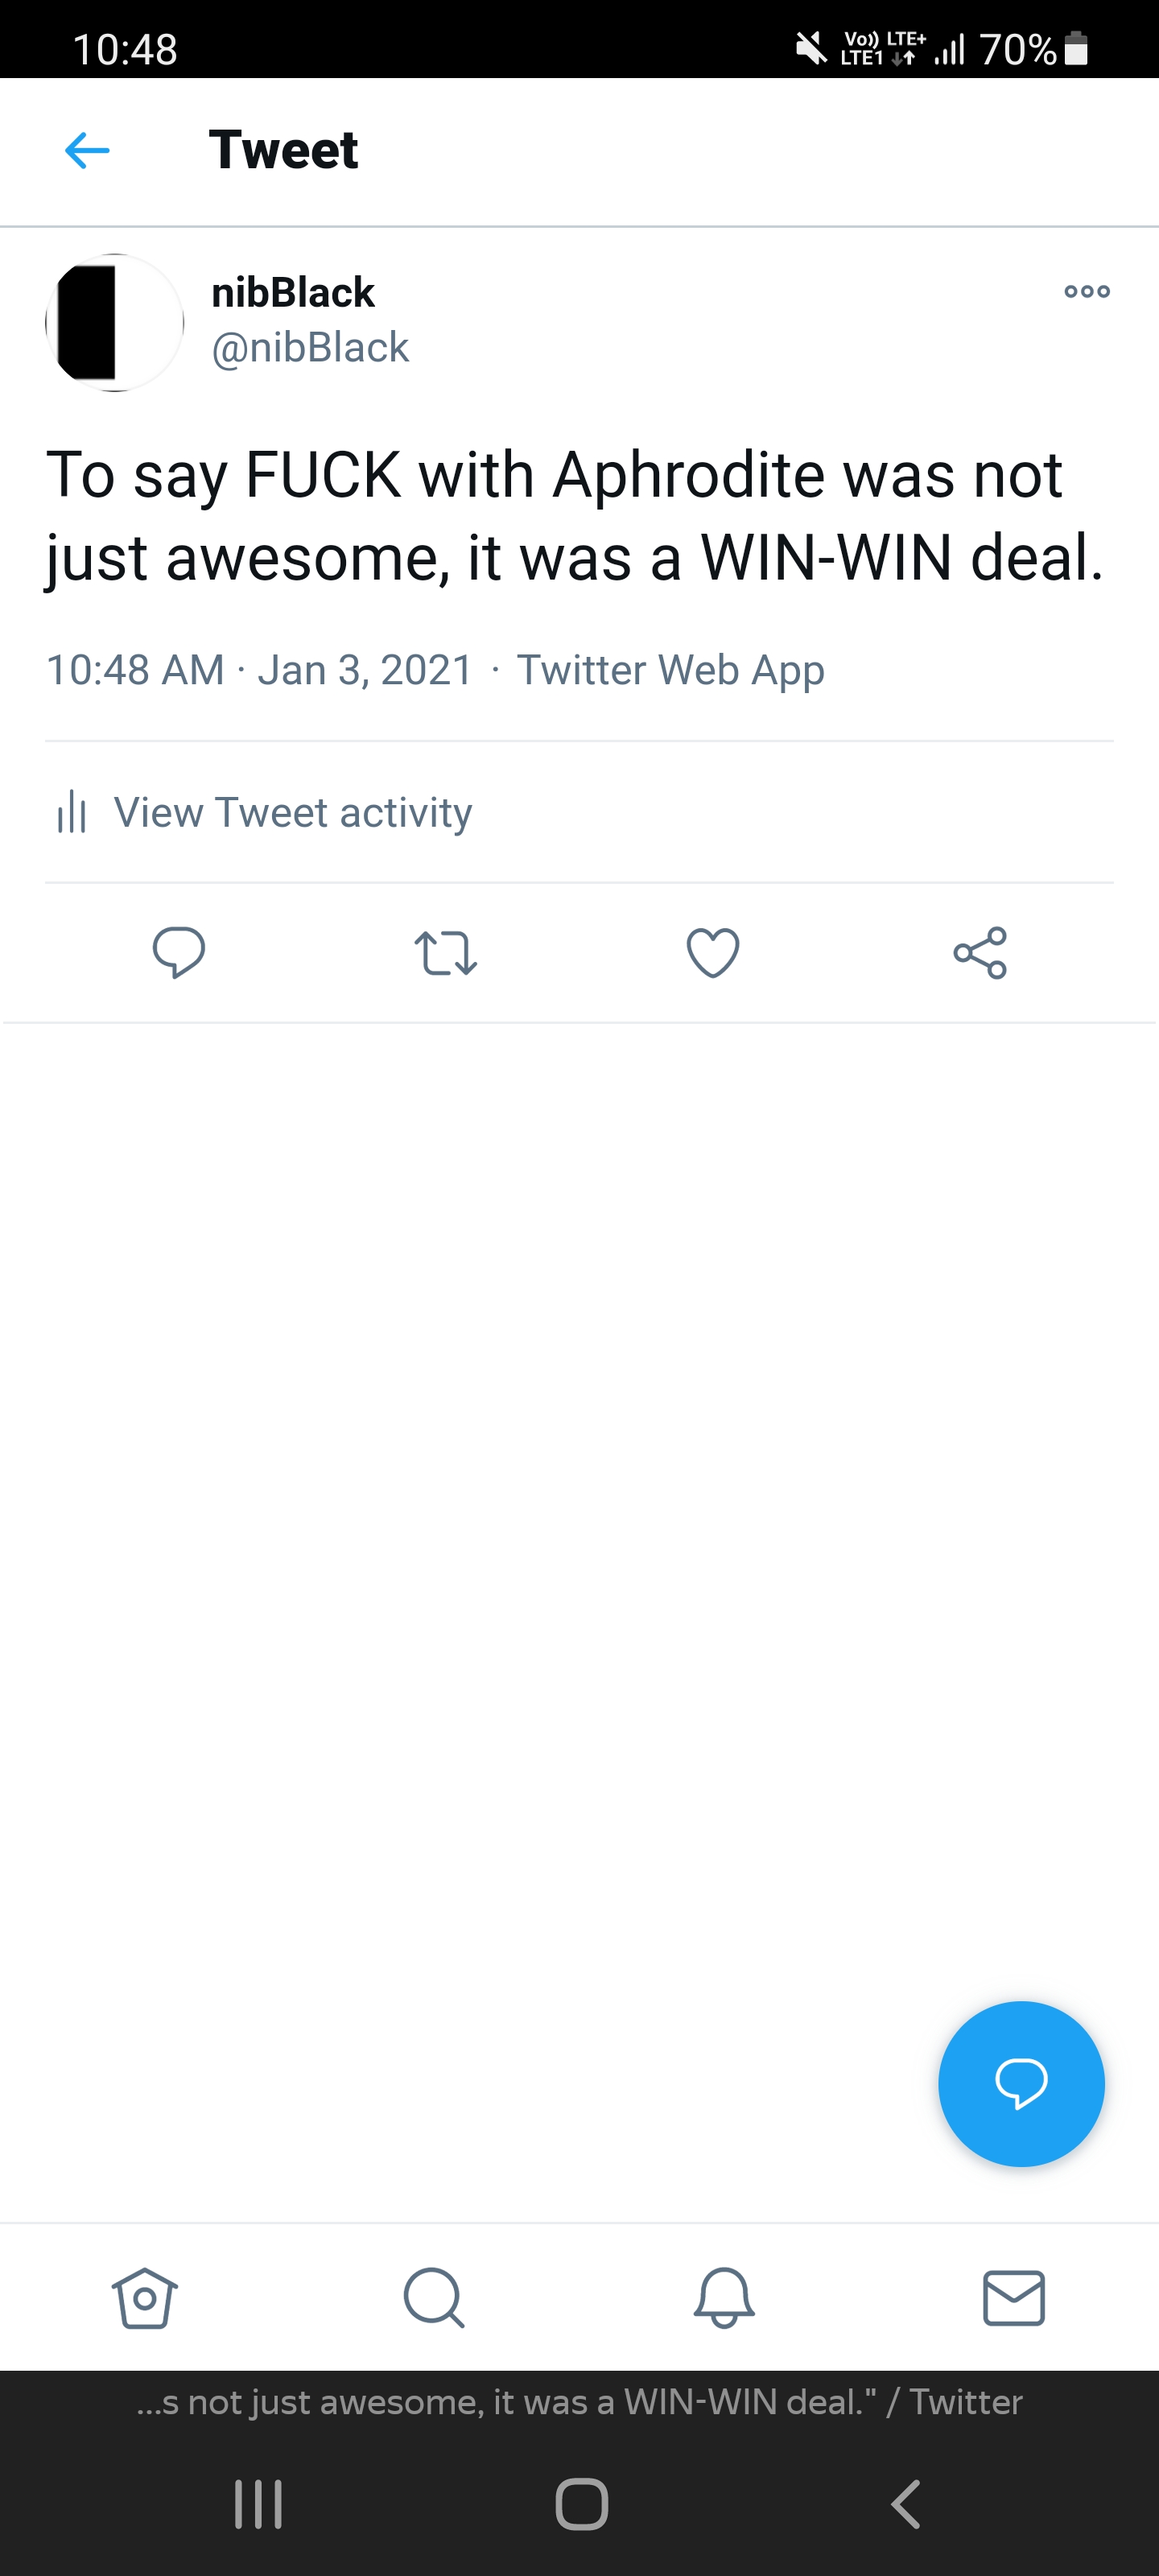 10:48 Vo)) LTE+ LTE1 70%
Tweet
nibBlack
@nibBlack
To say FUCK with Aphrodite was not
just awesome, it was a WIN-WIN deal.
10:48 AM · Jan 3, 2021 · Twitter Web App
View Tweet activity
...s not just awesome, it was a WIN-WIN deal." / Twitter